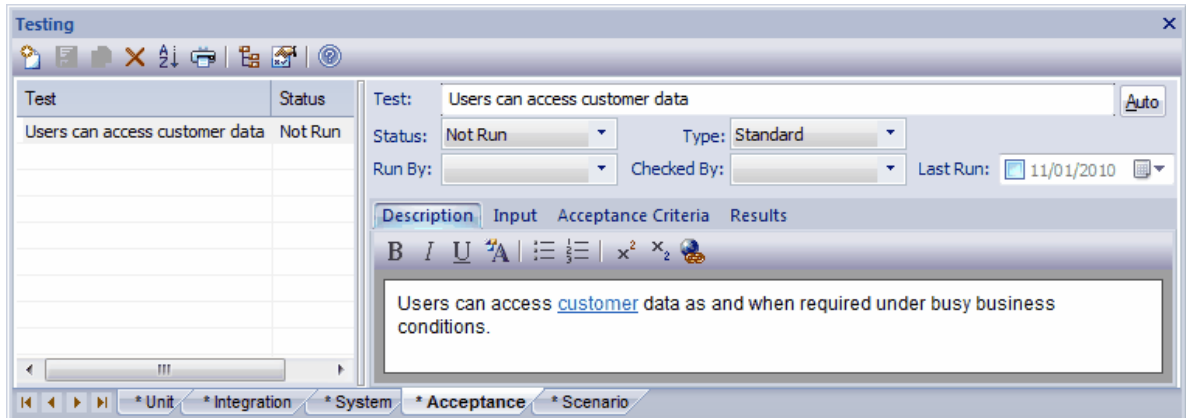 Testing
Test Status
Users can access customer data Not Run
Test: Users can access customer data Auto
Status: Not Run Type: Standard
Run By: Checked By: Last Run: 11/01/2010
Description Input Acceptance Criteria Results
B I U A x² x₂
Users can access customer data as and when required under busy business
conditions.
* Unit * Integration * System * Acceptance * Scenario